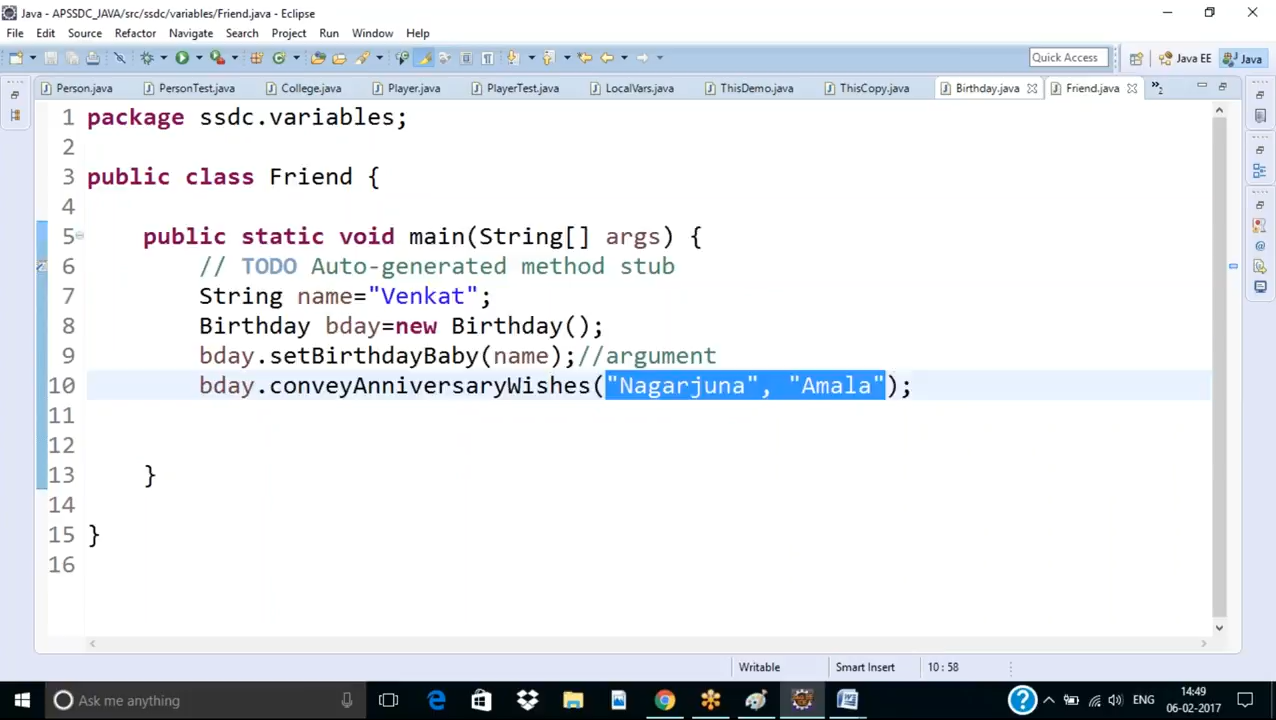 Java - APSSDC_JAVA/src/ssdc/variables/Friend.java - Eclipse
File Edit Source Refactor Navigate Search Project Run Window Help
Quick Access Java EE Java
Person.java PersonTest.java College.java Player.java PlayerTest.java LocalVars.java ThisDemo.java ThisCopy.java Birthday.java Friend.java »2
1 package ssdc.variables;
2
3 public class Friend {
4
5 public static void main(String[] args) {
6 // TODO Auto-generated method stub
7 String name="Venkat";
8 Birthday bday=new Birthday();
9 bday.setBirthdayBaby(name);//argument
10 bday.conveyAnniversaryWishes("Nagarjuna", "Amala");
11
12
13 }
14
15 }
16
Writable Smart Insert 10 : 58
Ask me anything ENG 14:49
06-02-2017